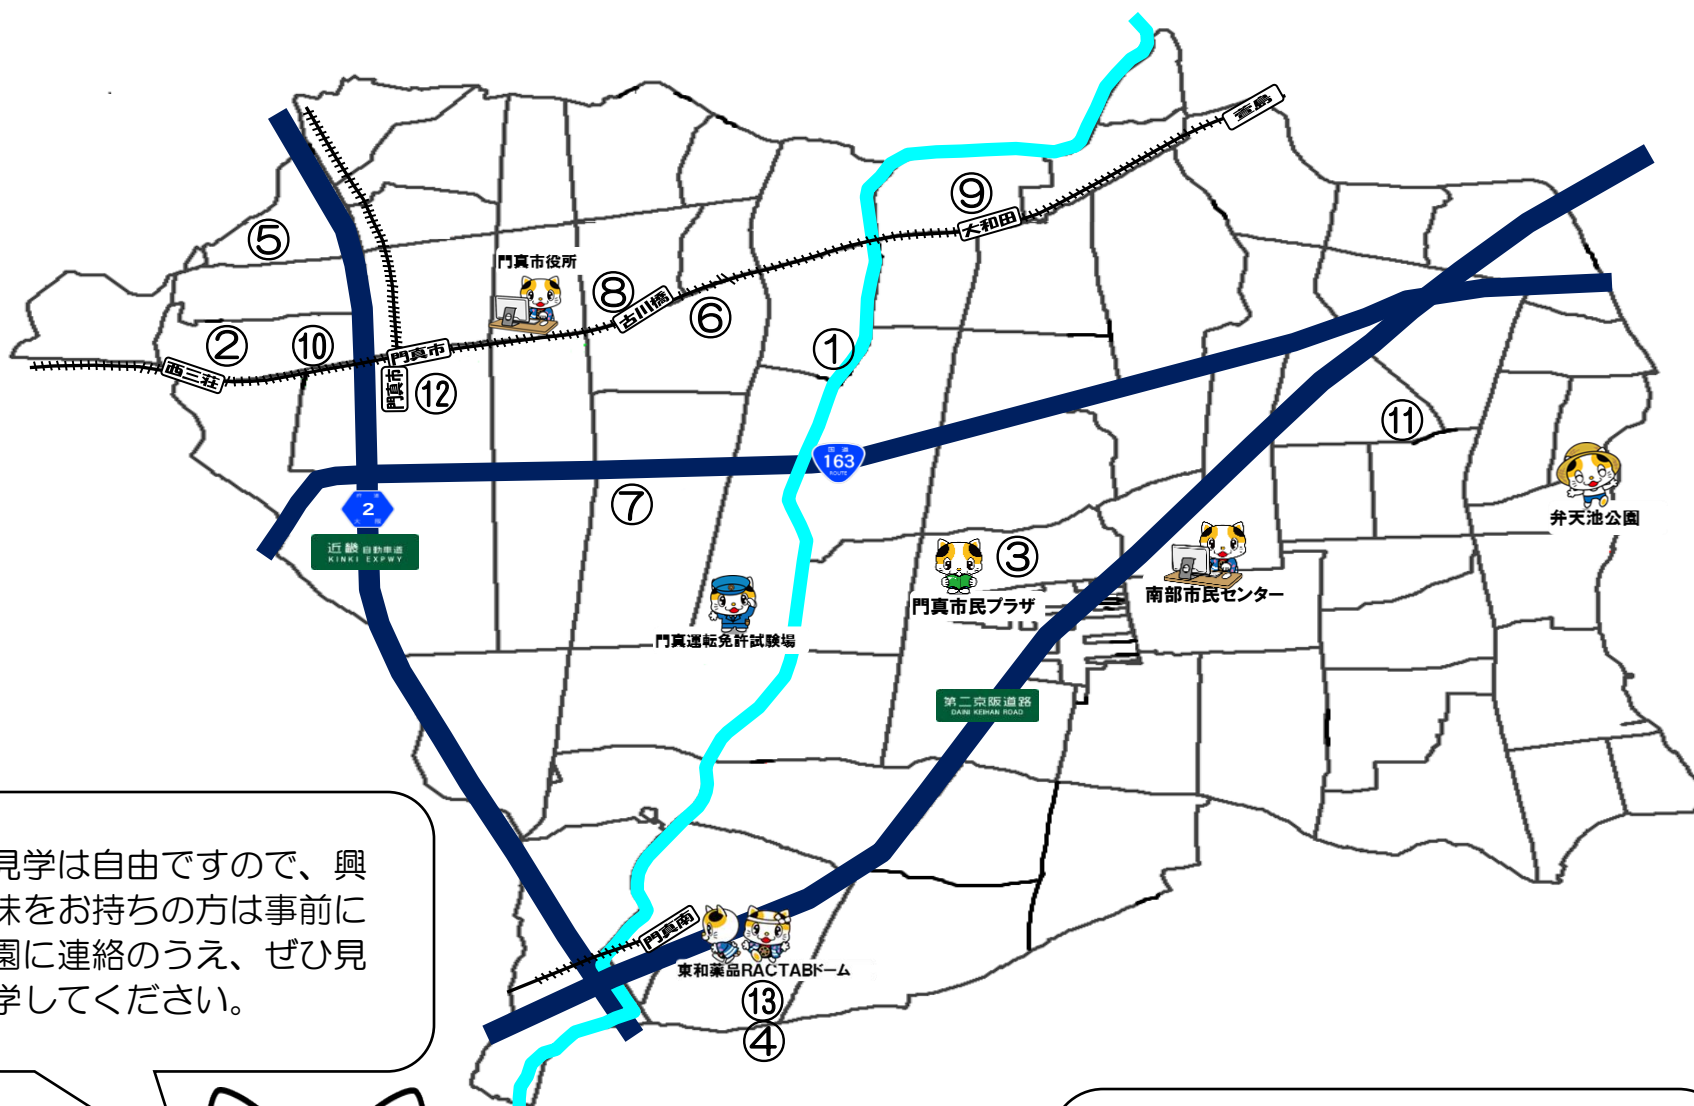 萱島
⑨
大和田
⑤
門真市役所
⑧
古川橋
⑥
①
②
⑩
門真市
西三荘
門真市
⑫
⑪
国道
163
ROUTE
⑦
府道
2
大阪
弁天池公園
近畿自動車道
KINKI EXPWY
③
門真市民プラザ
南部市民センター
門真運転免許試験場
第二京阪道路
DAINI KEIHAN ROAD
見学は自由ですので、興
味をお持ちの方は事前に
園に連絡のうえ、ぜひ見
学してください。
門真南
東和薬品RACTABドーム
⑬
④